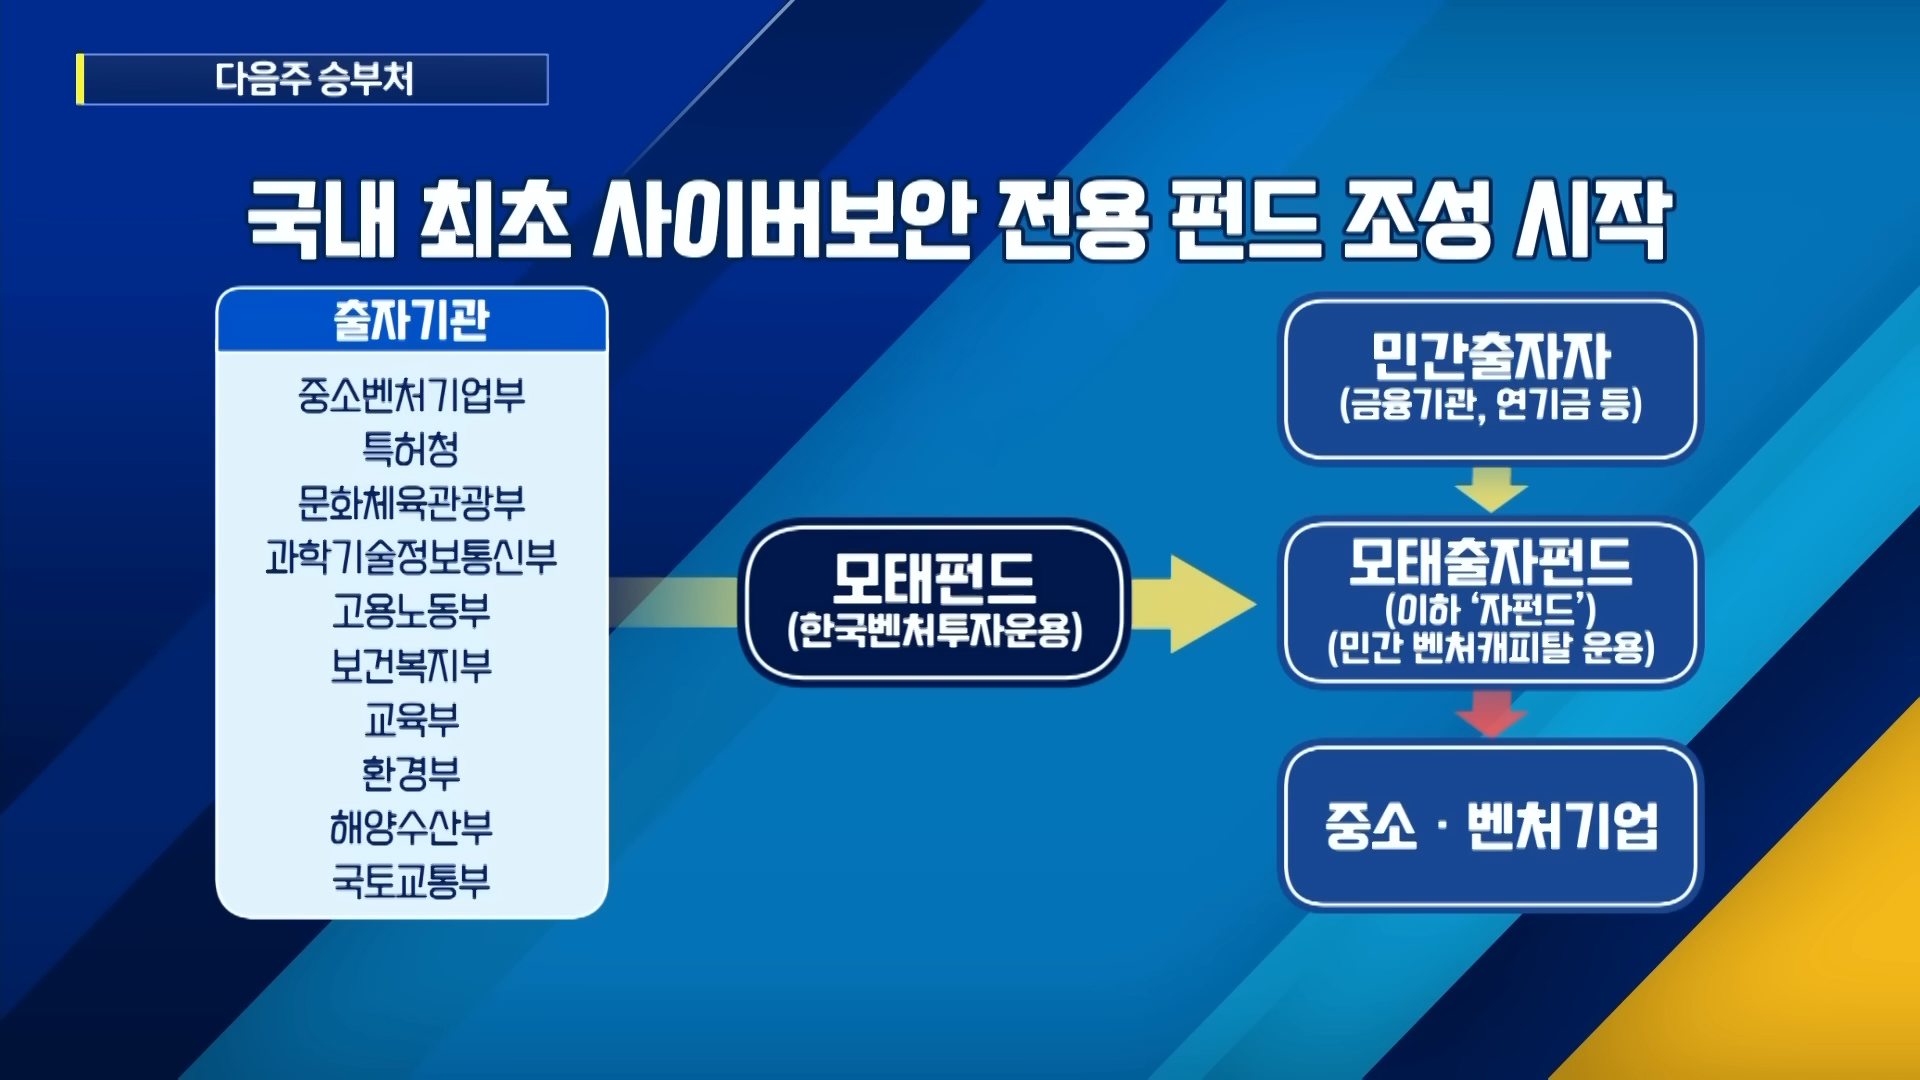 다음주 승부처
국내 최초 사이버보안 전용 펀드 조성 시작
출자기관
중소벤처기업부
특허청
문화체육관광부
과학기술정보통신부
고용노동부
보건복지부
교육부
환경부
해양수산부
국토교통부
모태펀드
(한국벤처투자운용)
민간출자자
(금융기관, 연기금 등)
모태출자펀드
(이하 ‘자펀드’)
(민간 벤처캐피탈 운용)
중소 · 벤처기업